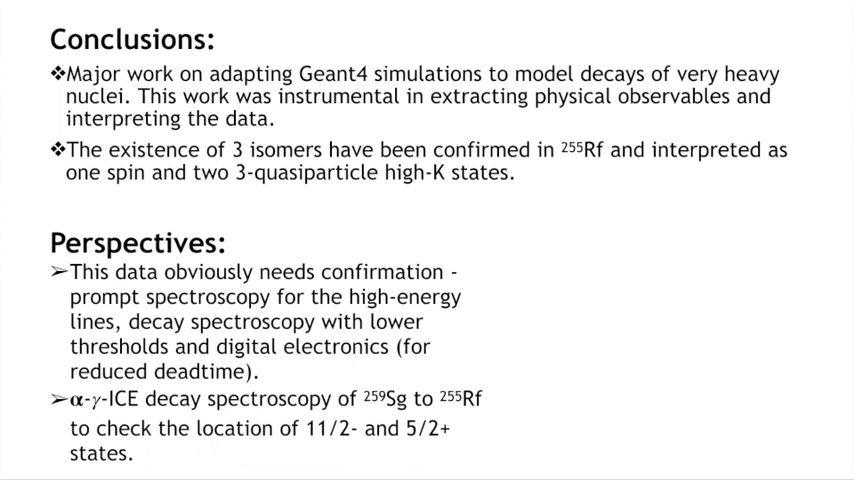 Conclusions:
❖Major work on adapting Geant4 simulations to model decays of very heavy
nuclei. This work was instrumental in extracting physical observables and
interpreting the data.
❖The existence of 3 isomers have been confirmed in ²⁵⁵Rf and interpreted as
one spin and two 3-quasiparticle high-K states.
Perspectives:
➢This data obviously needs confirmation -
prompt spectroscopy for the high-energy
lines, decay spectroscopy with lower
thresholds and digital electronics (for
reduced deadtime).
➢α-γ-ICE decay spectroscopy of ²⁵⁹Sg to ²⁵⁵Rf
to check the location of 11/2- and 5/2+
states.